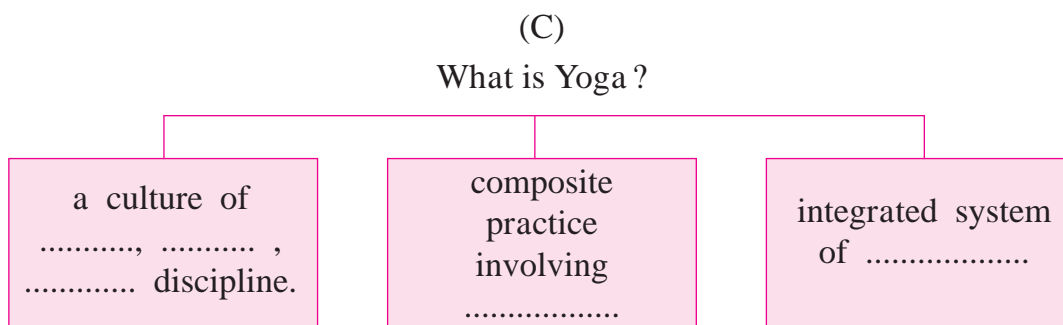 (C)
What is Yoga ?
a culture of
..........., ........... ,
............. discipline.
composite
practice
involving
..................
integrated system
of ...................